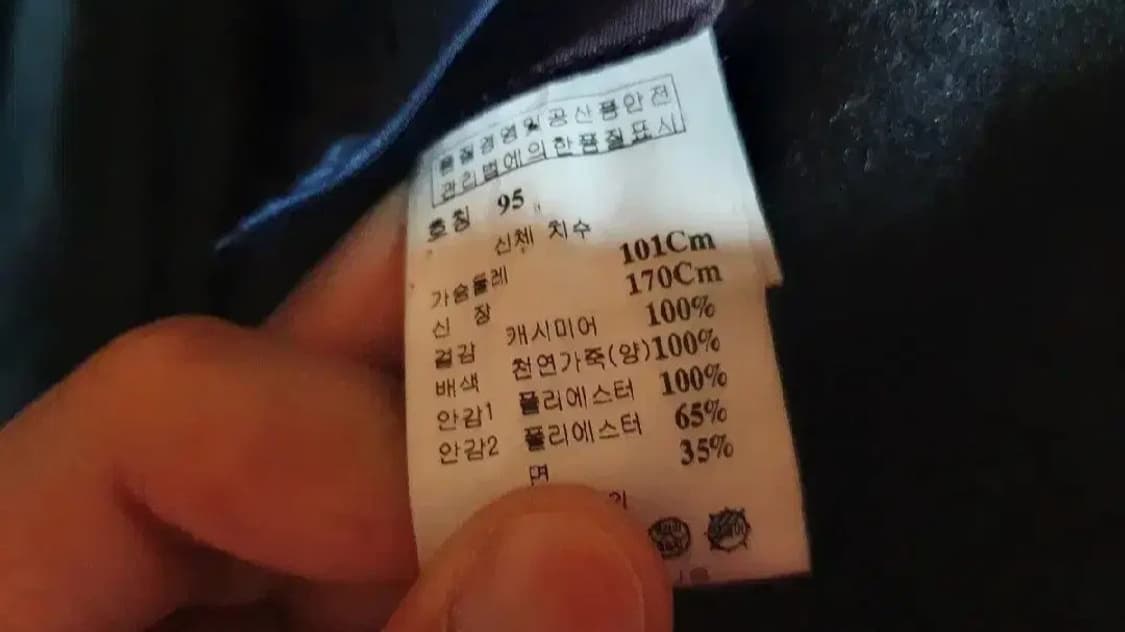 품질경영및공산품안전
관리법에의한품질표시
호칭 95
신체 치수
가슴둘레 101Cm
신 장 170Cm
겉감 캐시미어 100%
배색 천연가죽(양)100%
안감1 폴리에스터 100%
안감2 폴리에스터 65%
면 35%